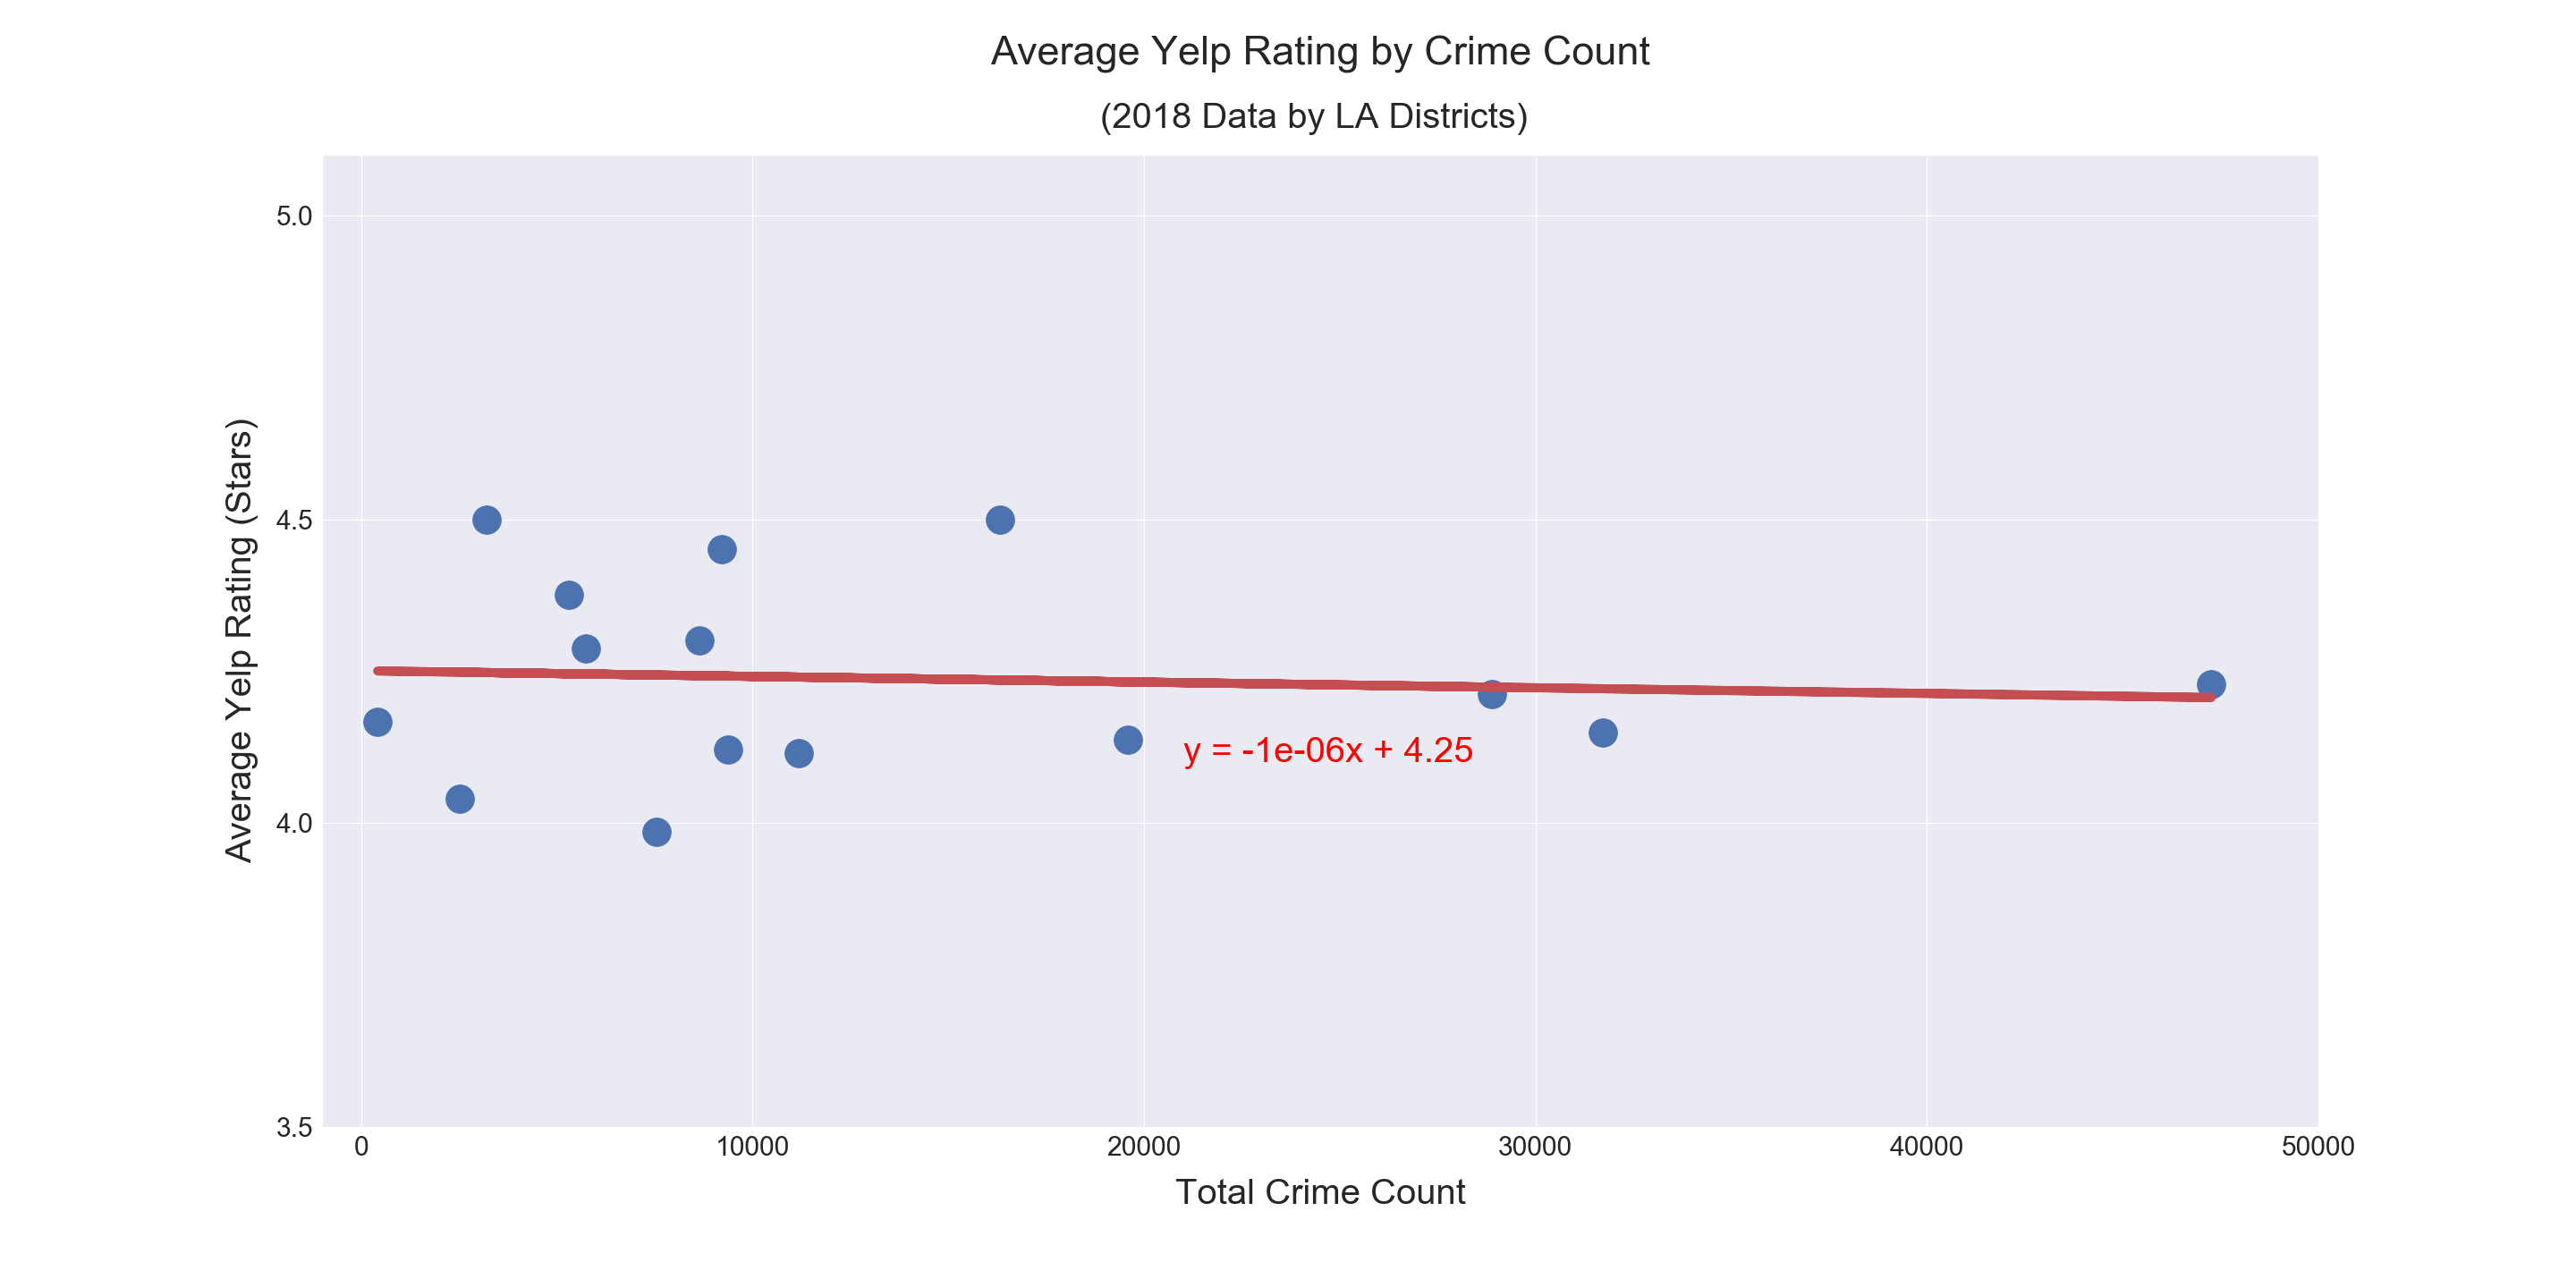 Average Yelp Rating by Crime Count
(2018 Data by LA Districts)
Average Yelp Rating (Stars)
5.0
4.5
4.0
3.5
y = -1e-06x + 4.25
0 10000 20000 30000 40000 50000
Total Crime Count